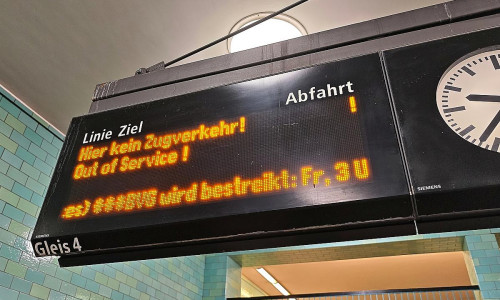 Linie Ziel Abfahrt
Hier kein Zugverkehr! !
Out of Service !
.es) ***BVG wird bestreikt: Fr, 3 U
Gleis 4
SIEMENS